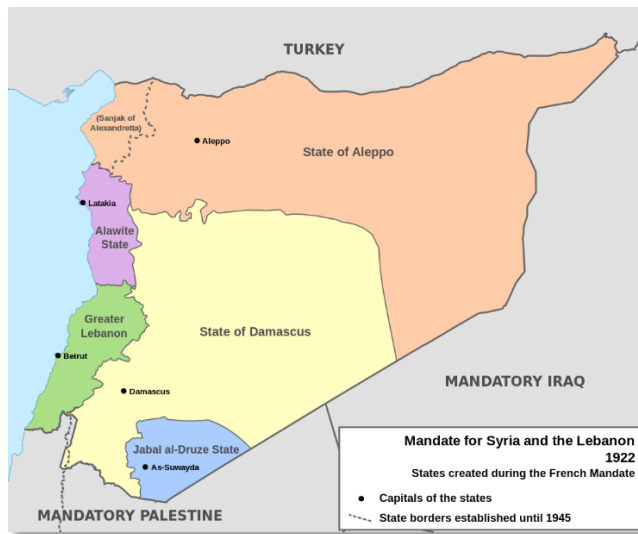 TURKEY
(Sanjak of
Alexandretta)
Aleppo
State of Aleppo
Latakia
Alawite
State
Greater
Lebanon
State of Damascus
Beirut
Damascus
MANDATORY IRAQ
Jabal al-Druze State
As-Suwayda
MANDATORY PALESTINE
Mandate for Syria and the Lebanon
1922
States created during the French Mandate
Capitals of the states
State borders established until 1945